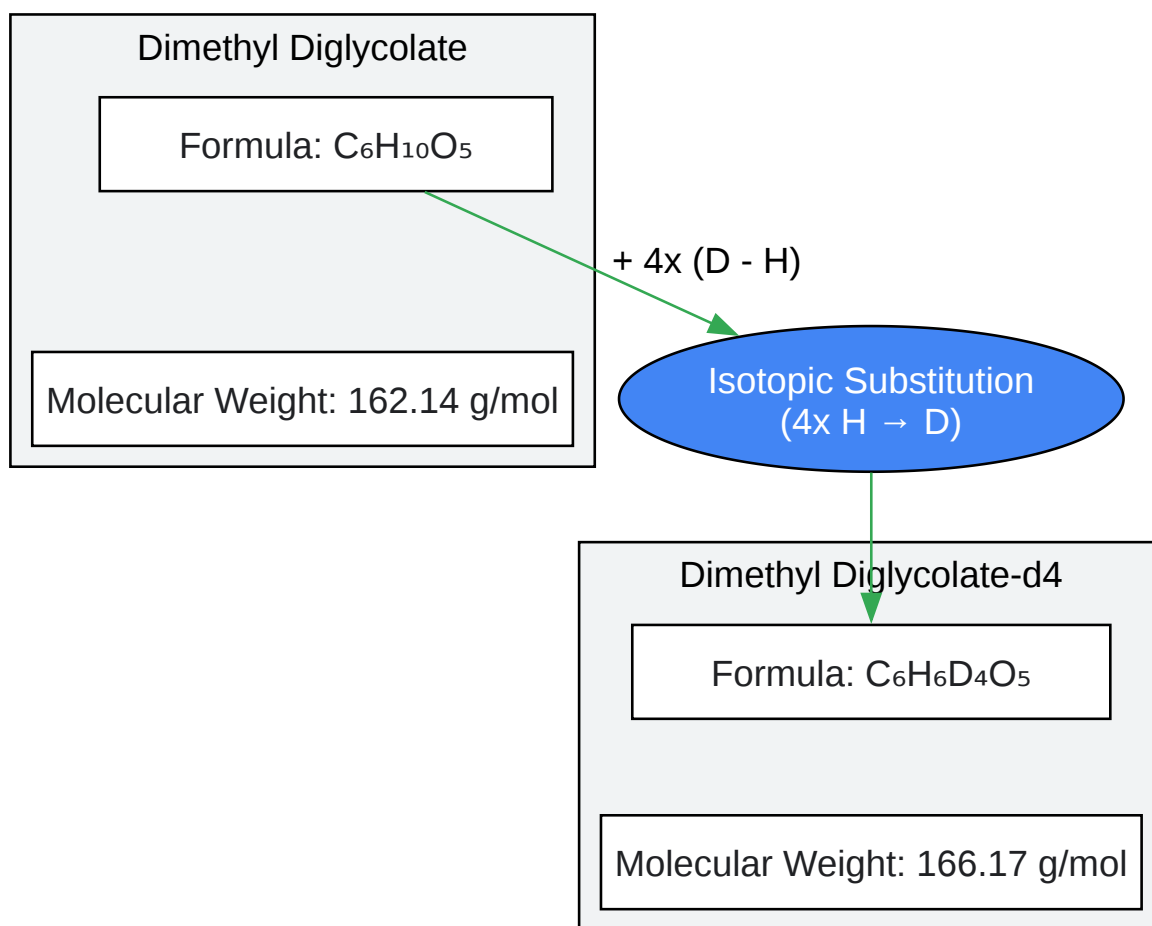 Dimethyl Diglycolate
Formula: C₆H₁₀O₅
+ 4x (D - H)
Molecular Weight: 162.14 g/mol
Isotopic Substitution
(4x H → D)
Dimethyl Diglycolate-d4
Formula: C₆H₆D₄O₅
Molecular Weight: 166.17 g/mol